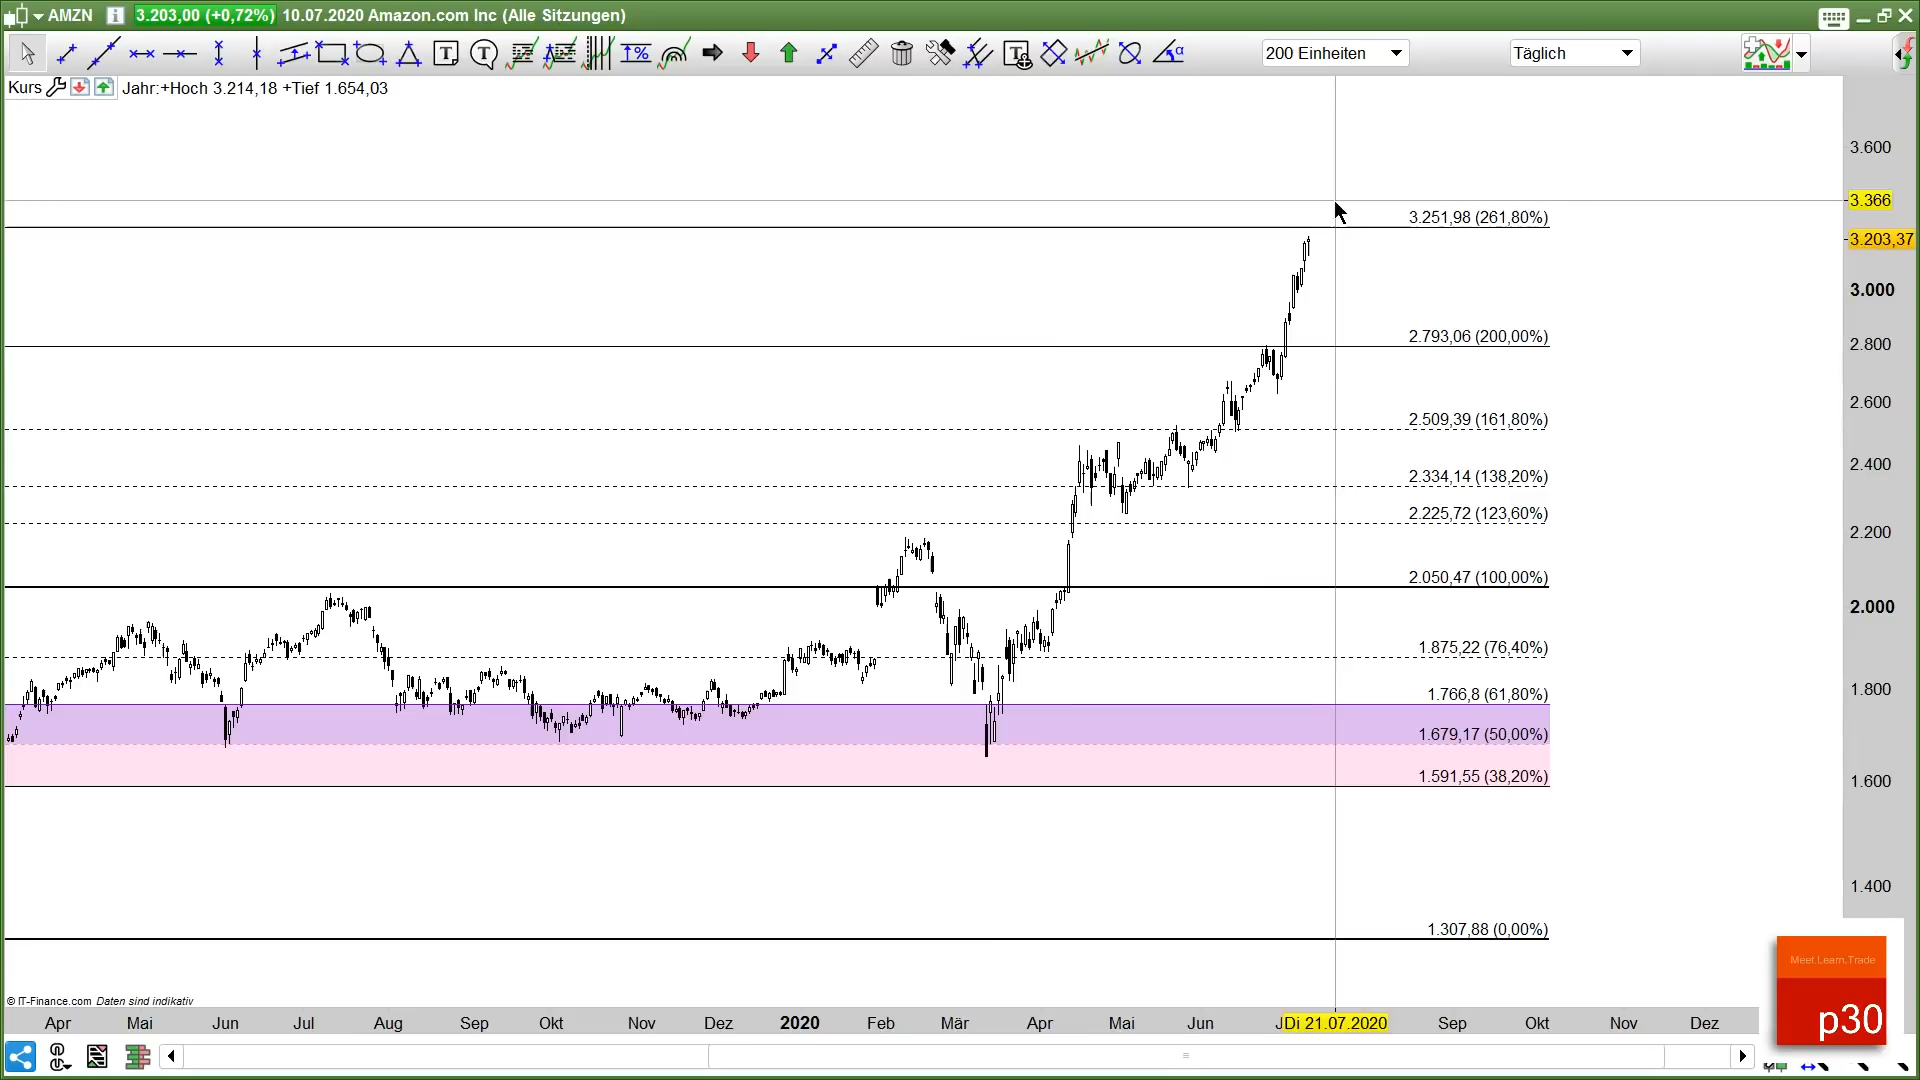 AMZN 3.203,00 (+0,72%) 10.07.2020 Amazon.com Inc (Alle Sitzungen)
200 Einheiten
Täglich
Kurs Jahr:+Hoch 3.214,18 +Tief 1.654,03
3.600
3.366
3.251,98 (261,80%)
3.203,37
3.000
2.793,06 (200,00%)
2.800
2.600
2.509,39 (161,80%)
2.400
2.334,14 (138,20%)
2.225,72 (123,60%)
2.200
2.050,47 (100,00%)
2.000
1.875,22 (76,40%)
1.766,8 (61,80%)
1.800
1.679,17 (50,00%)
1.591,55 (38,20%)
1.600
1.400
1.307,88 (0,00%)
Meet.Learn.Trade
p30
© IT-Finance.com Daten sind indikativ
Apr Mai Jun Jul Aug Sep Okt Nov Dez 2020 Feb Mär Apr Mai Jun J Di 21.07.2020 Sep Okt Nov Dez